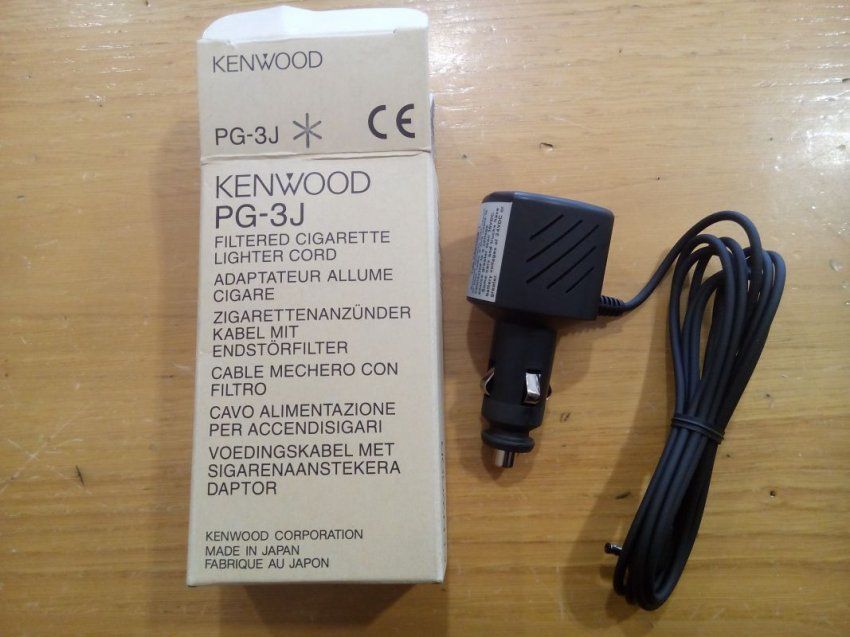 KENWOOD
PG-3J
CE
KENWOOD
PG-3J
FILTERED CIGARETTE
LIGHTER CORD
ADAPTATEUR ALLUME
CIGARE
ZIGARETTENANZÜNDER
KABEL MIT
ENDSTÖRFILTER
CABLE MECHERO CON
FILTRO
CAVO ALIMENTAZIONE
PER ACCENDISIGARI
VOEDINGSKABEL MET
SIGARENAANSTEKERA
DAPTOR
KENWOOD CORPORATION
MADE IN JAPAN
FABRIQUE AU JAPON